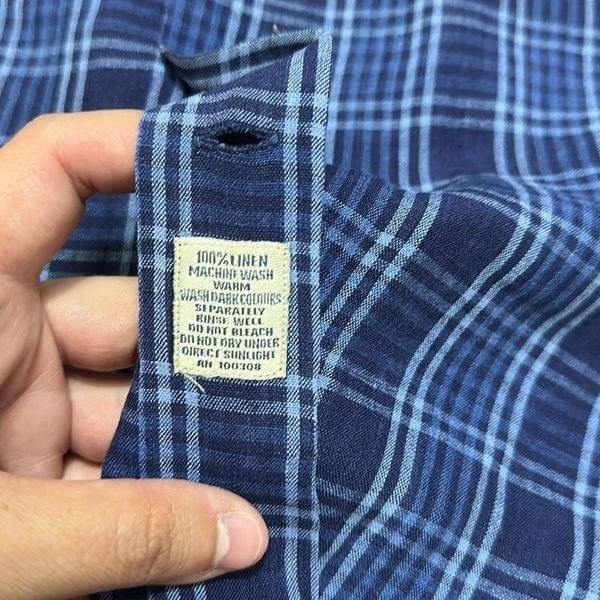 100% LINEN
MACHINE WASH
WARM
WASH DARK COLOURS
SEPARATELY
RINSE WELL
DO NOT BLEACH
DO NOT DRY UNDER
DIRECT SUNLIGHT
RN 100308